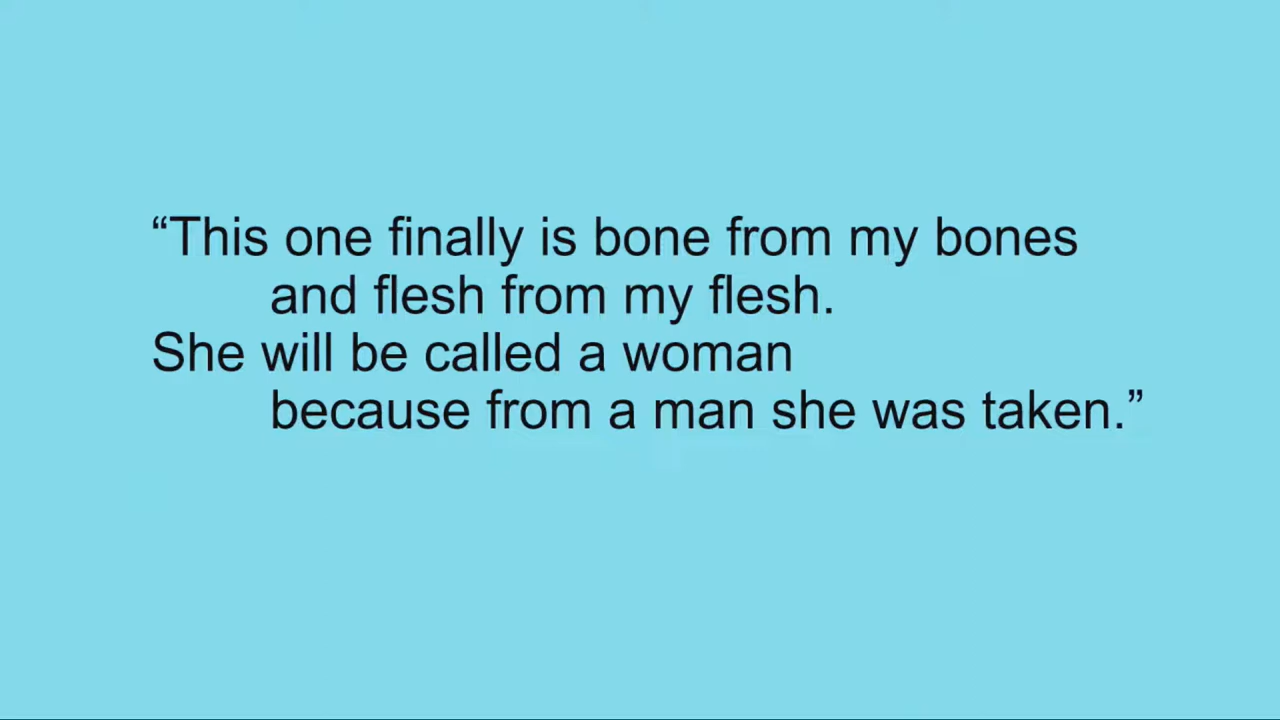 “This one finally is bone from my bones
and flesh from my flesh.
She will be called a woman
because from a man she was taken.”